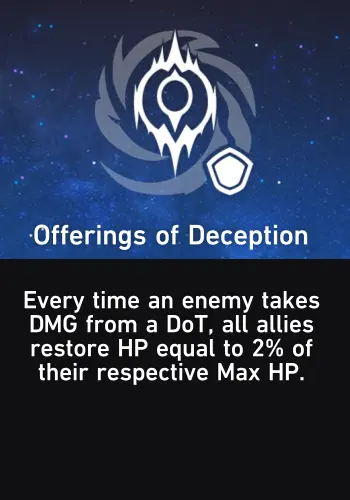 Offerings of Deception
Every time an enemy takes
DMG from a DoT, all allies
restore HP equal to 2% of
their respective Max HP.